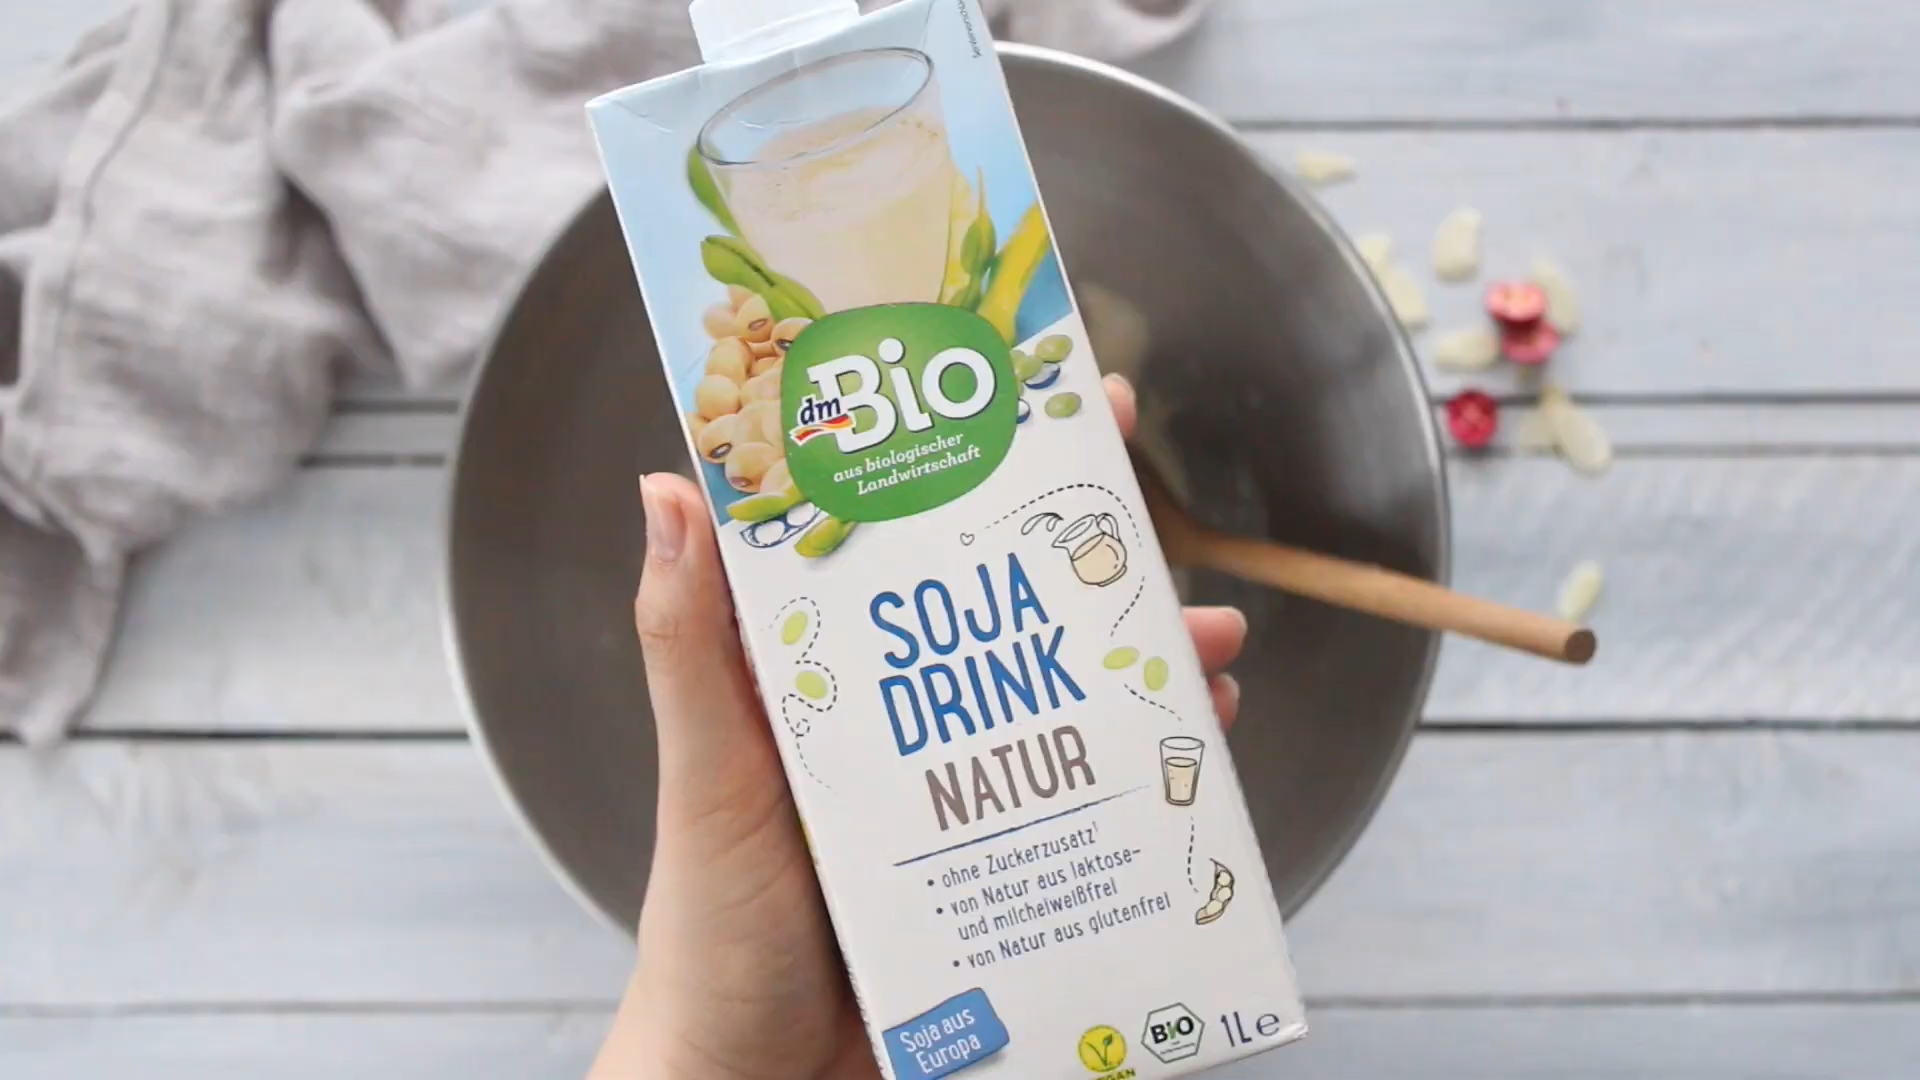 dm
Bio
aus biologischer
Landwirtschaft
SOJA
DRINK
NATUR
• ohne Zuckerzusatz¹
• von Natur aus laktose-
und milcheiweißfrei
• von Natur aus glutenfrei
Soja aus
Europa
VEGAN
BIO
1L e